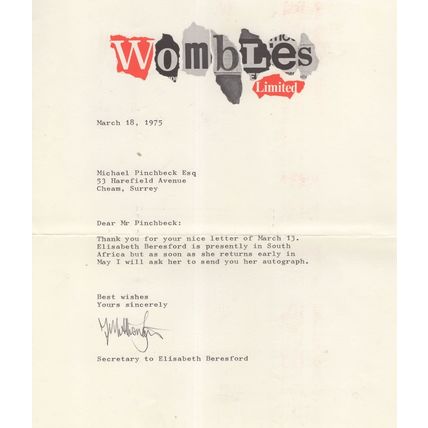 Wombles
Limited
March 18, 1975
Michael Pinchbeck Esq
53 Harefield Avenue
Cheam, Surrey
Dear Mr Pinchbeck:
Thank you for your nice letter of March 13.
Elisabeth Beresford is presently in South
Africa but as soon as she returns early in
May I will ask her to send you her autograph.
Best wishes
Yours sincerely
Secretary to Elisabeth Beresford